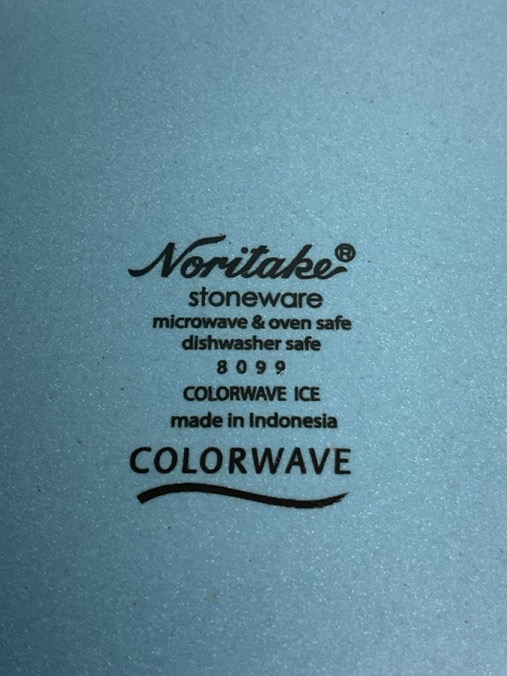 Noritake®
stoneware
microwave & oven safe
dishwasher safe
8099
COLORWAVE ICE
made in Indonesia
COLORWAVE